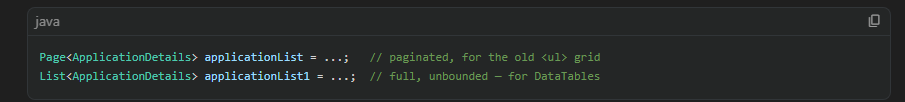 java
Page<ApplicationDetails> applicationList = ...;   // paginated, for the old <ul> grid
List<ApplicationDetails> applicationList1 = ...;  // full, unbounded — for DataTables